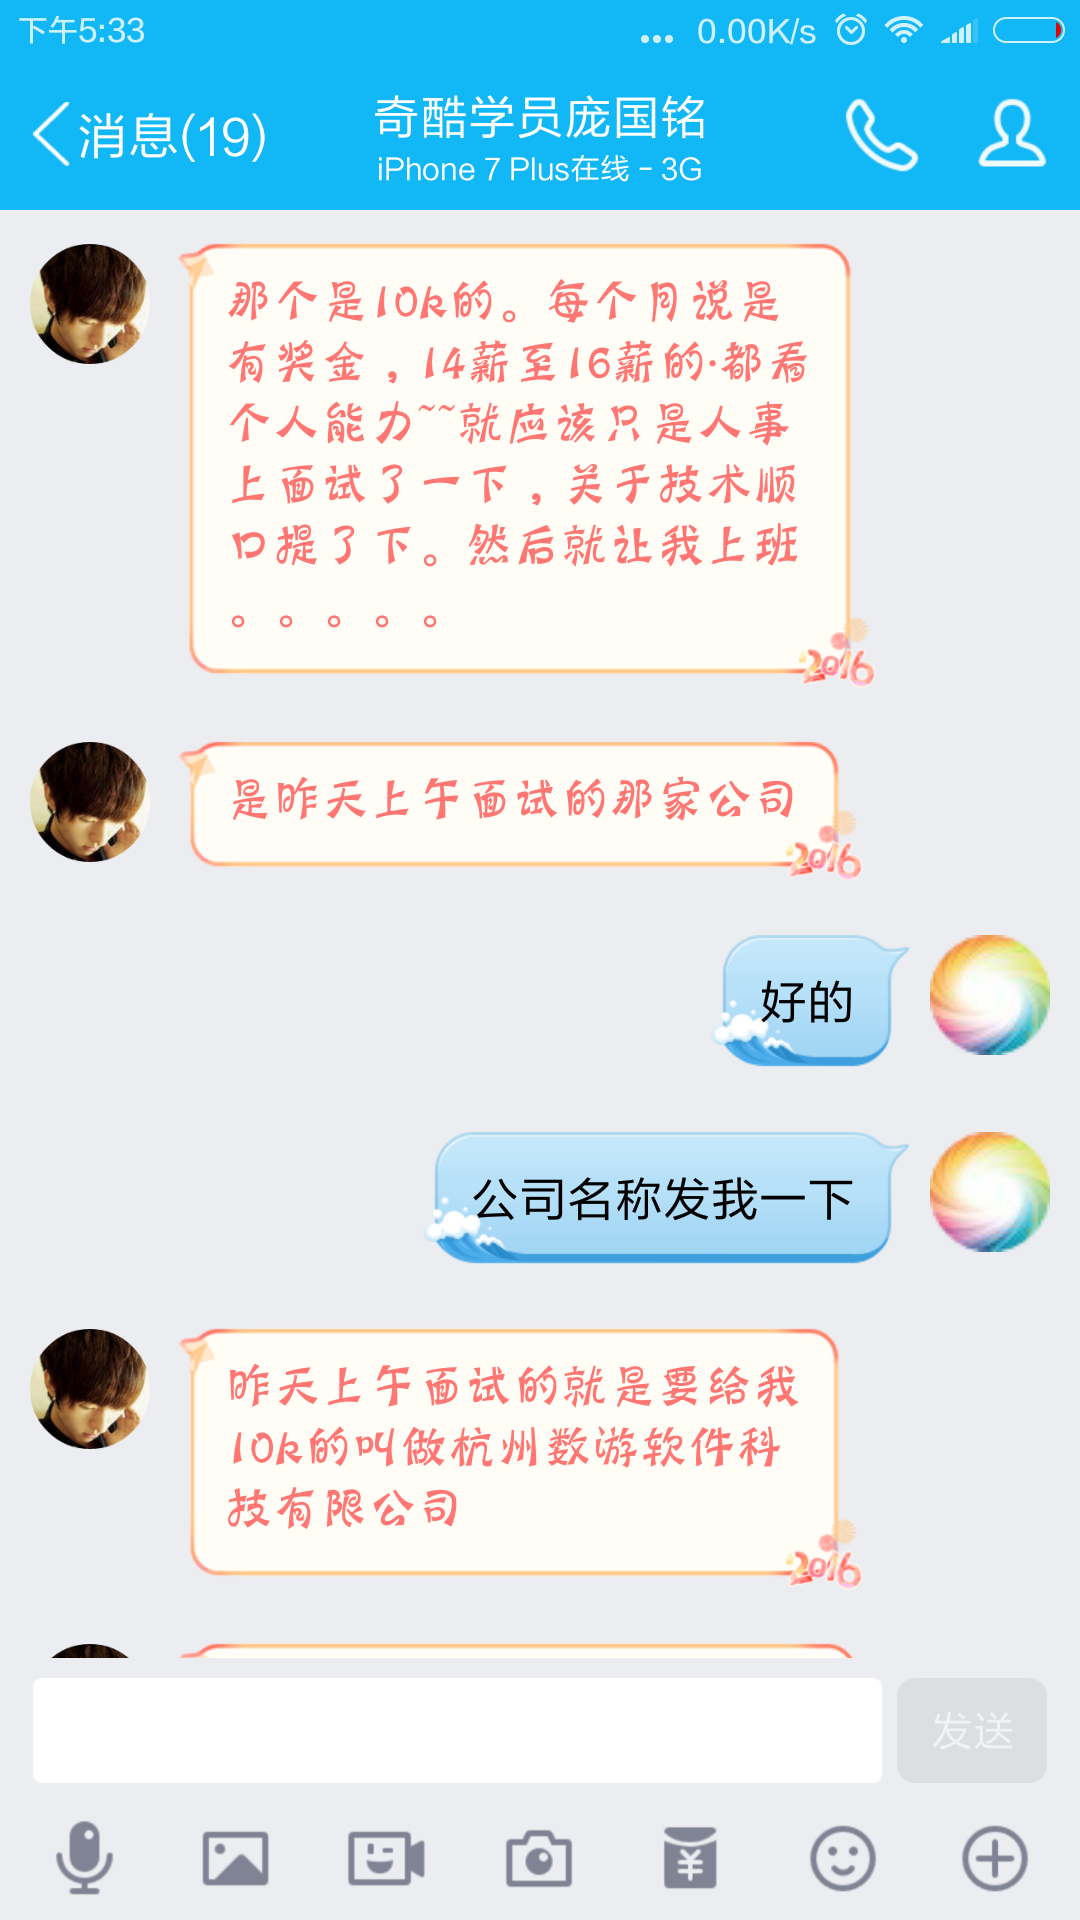 下午5:33
... 0.00K/s
消息(19)
奇酷学员庞国铭
iPhone 7 Plus在线 - 3G
那个是10k的。每个月说是
有奖金，14薪至16薪的·都看
个人能力~~就应该只是人事
上面试了一下，关于技术顺
口提了下。然后就让我上班
。。。。。
2016
是昨天上午面试的那家公司
2016
好的
公司名称发我一下
昨天上午面试的就是要给我
10k的叫做杭州数游软件科
技有限公司
2016
发送